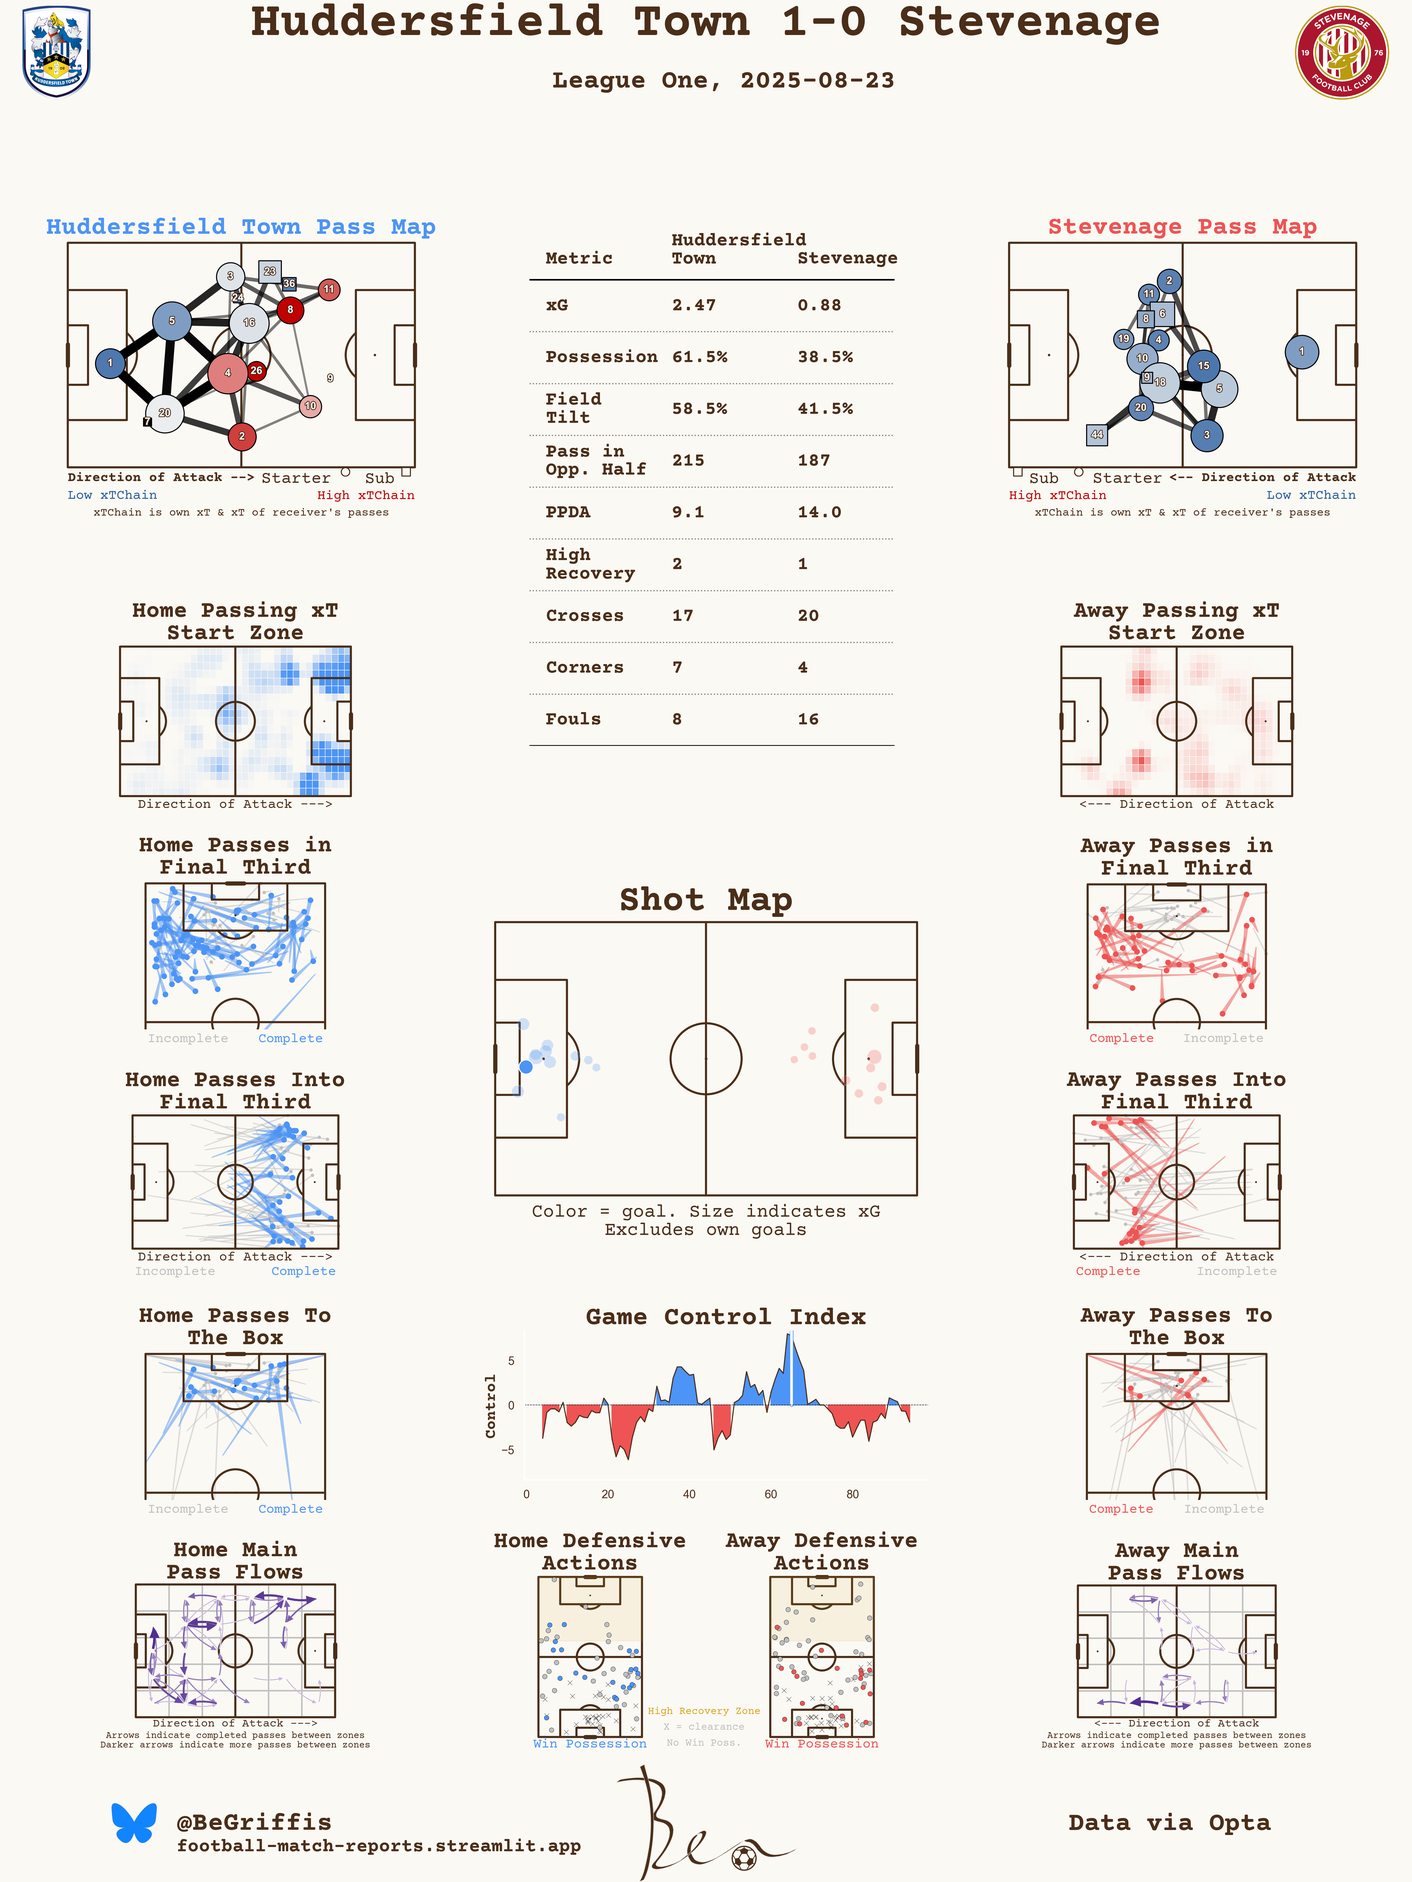 Huddersfield Town 1-0 Stevenage
League One, 2025-08-23
HUDDERSFIELD TOWN
STEVENAGE
19 76
FOOTBALL CLUB
Huddersfield Town Pass Map
3
23
36
24
11
8
5
16
1
4
26
9
20
7
10
2
Direction of Attack --> Starter Sub
Low xTChain High xTChain
xTChain is own xT & xT of receiver's passes
Metric Huddersfield Town Stevenage
xG 2.47 0.88
Possession 61.5% 38.5%
Field Tilt 58.5% 41.5%
Pass in Opp. Half 215 187
PPDA 9.1 14.0
High Recovery 2 1
Crosses 17 20
Corners 7 4
Fouls 8 16
Stevenage Pass Map
2
11
8
6
19
4
10
15
1
9
18
5
20
44
3
Sub Starter <-- Direction of Attack
High xTChain Low xTChain
xTChain is own xT & xT of receiver's passes
Home Passing xT
Start Zone
Direction of Attack --->
Away Passing xT
Start Zone
<--- Direction of Attack
Home Passes in
Final Third
Incomplete Complete
Away Passes in
Final Third
Complete Incomplete
Shot Map
Color = goal. Size indicates xG
Excludes own goals
Home Passes Into
Final Third
Direction of Attack --->
Incomplete Complete
Away Passes Into
Final Third
<--- Direction of Attack
Complete Incomplete
Home Passes To
The Box
Incomplete Complete
Game Control Index
Control
5
0
−5
0 20 40 60 80
Away Passes To
The Box
Complete Incomplete
Home Main
Pass Flows
Direction of Attack --->
Arrows indicate completed passes between zones
Darker arrows indicate more passes between zones
Home Defensive
Actions
Win Possession
Away Defensive
Actions
Win Possession
High Recovery Zone
X = clearance
No Win Poss.
Away Main
Pass Flows
<--- Direction of Attack
Arrows indicate completed passes between zones
Darker arrows indicate more passes between zones
@BeGriffis
football-match-reports.streamlit.app
Ben
Data via Opta